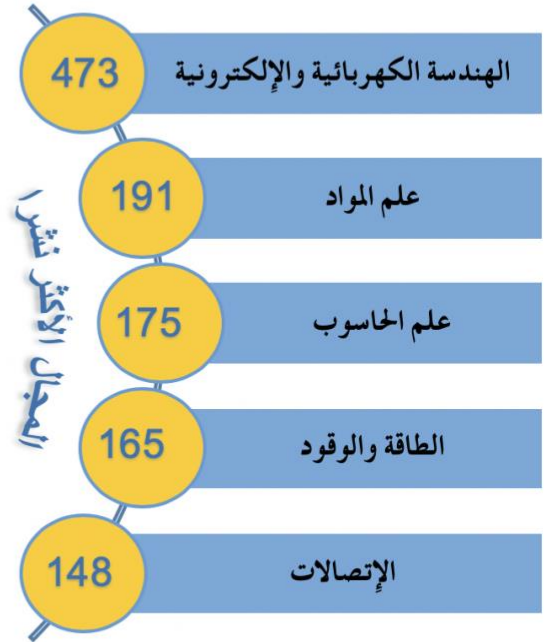 الهندسة الكهربائية والإلكترونية
473
علم المواد
191
علم الحاسوب
175
الطاقة والوقود
165
الإتصالات
148
المجال الأكثر نشرا